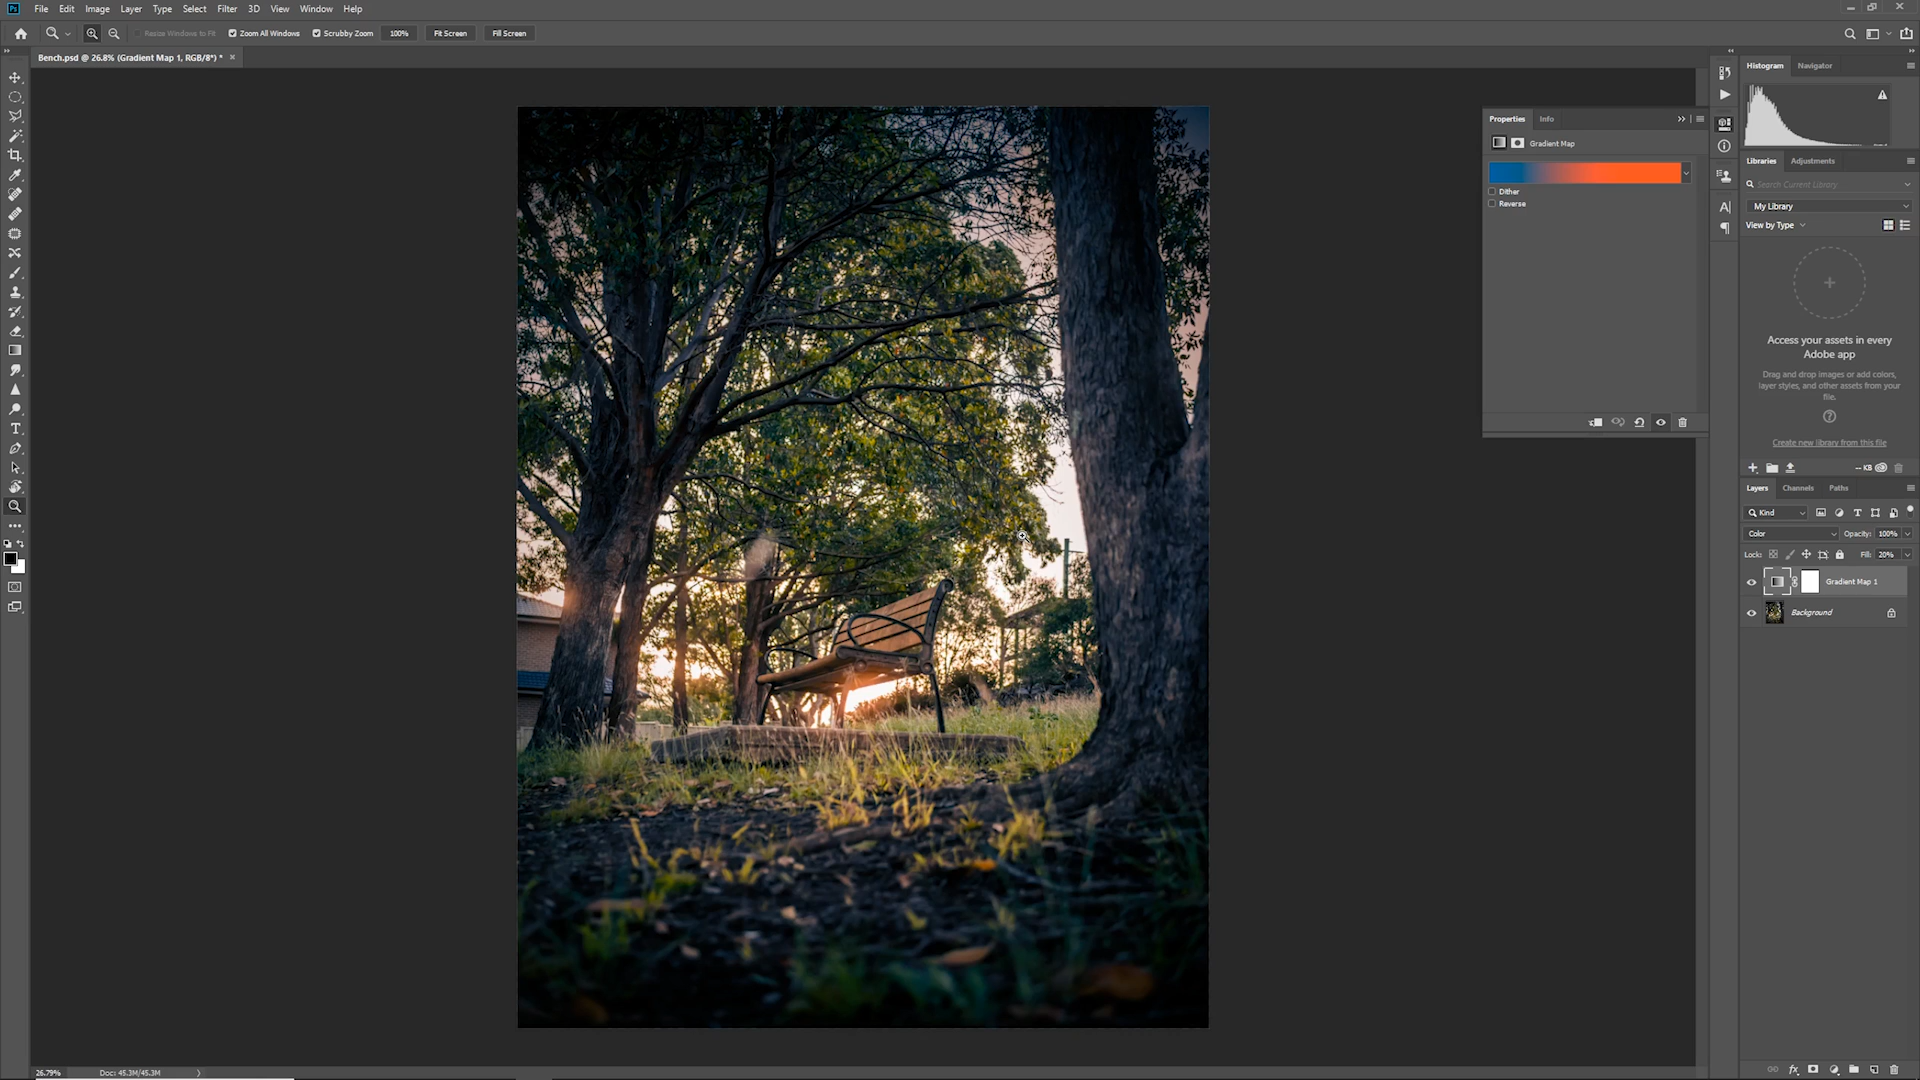 Ps File Edit Image Layer Type Select Filter 3D View Window Help
Resize Windows to Fit Zoom All Windows Scrubby Zoom 100% Fit Screen Fill Screen
Bench.psd @ 26.8% (Gradient Map 1, RGB/8*) *
Histogram Navigator
Properties Info
Gradient Map
Dither
Reverse
Libraries Adjustments
Search Current Library
My Library
View by Type
Access your assets in every
Adobe app
Drag and drop images or add colors,
layer styles, and other assets from your
file.
Create new library from this file
-- KB
Layers Channels Paths
Kind
Color Opacity: 100%
Lock: Fill: 20%
Gradient Map 1
Background
26.79% Doc: 45.3M/45.3M